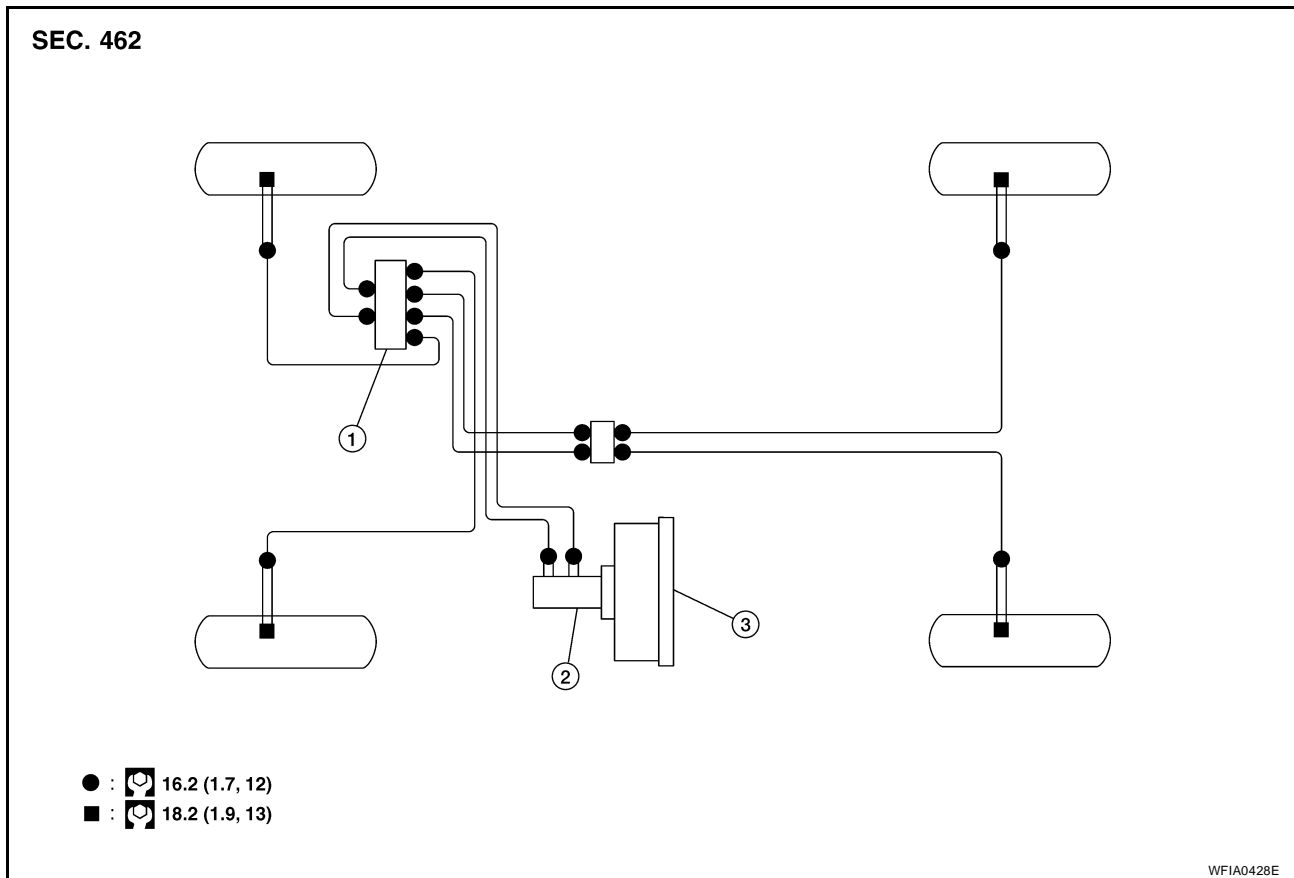 SEC. 462
1
2
3
● : 16.2 (1.7, 12)
■ : 18.2 (1.9, 13)
WFIA0428E